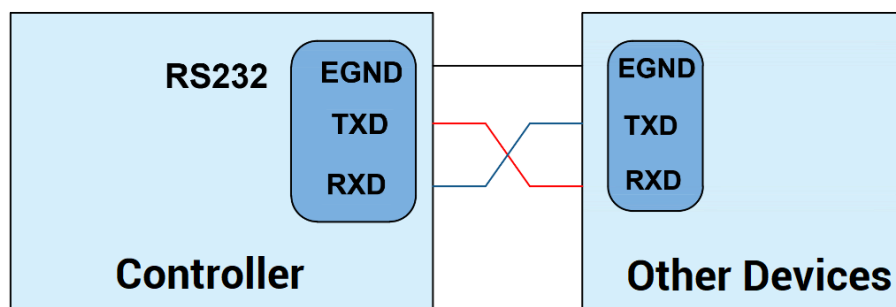 RS232
EGND
TXD
RXD
Controller
EGND
TXD
RXD
Other Devices